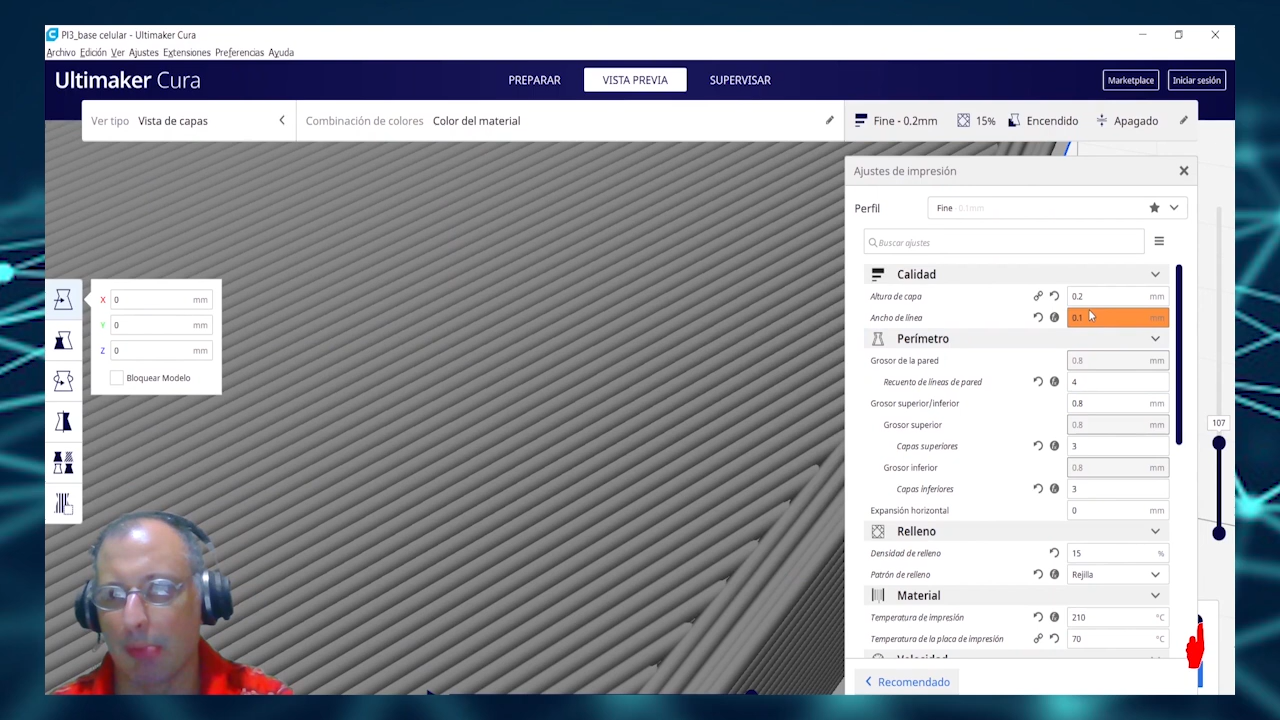 PI3_base celular - Ultimaker Cura
Archivo Edición Ver Ajustes Extensiones Preferencias Ayuda
Ultimaker Cura
PREPARAR VISTA PREVIA SUPERVISAR
Marketplace Iniciar sesión
Ver tipo Vista de capas
Combinación de colores Color del material
Fine - 0.2mm 15% Encendido Apagado
Ajustes de impresión
Perfil Fine - 0.1mm
Buscar ajustes
Calidad
Altura de capa 0.2 mm
Ancho de línea 0.1 mm
Perímetro
Grosor de la pared 0.8 mm
Recuento de líneas de pared 4
Grosor superior/inferior 0.8 mm
Grosor superior 0.8 mm
Capas superiores 3
Grosor inferior 0.8 mm
Capas inferiores 3
Expansión horizontal 0 mm
Relleno
Densidad de relleno 15 %
Patrón de relleno Rejilla
Material
Temperatura de impresión 210 °C
Temperatura de la placa de impresión 70 °C
Velocidad
Recomendado
X 0 mm
Y 0 mm
Z 0 mm
Bloquear Modelo
107